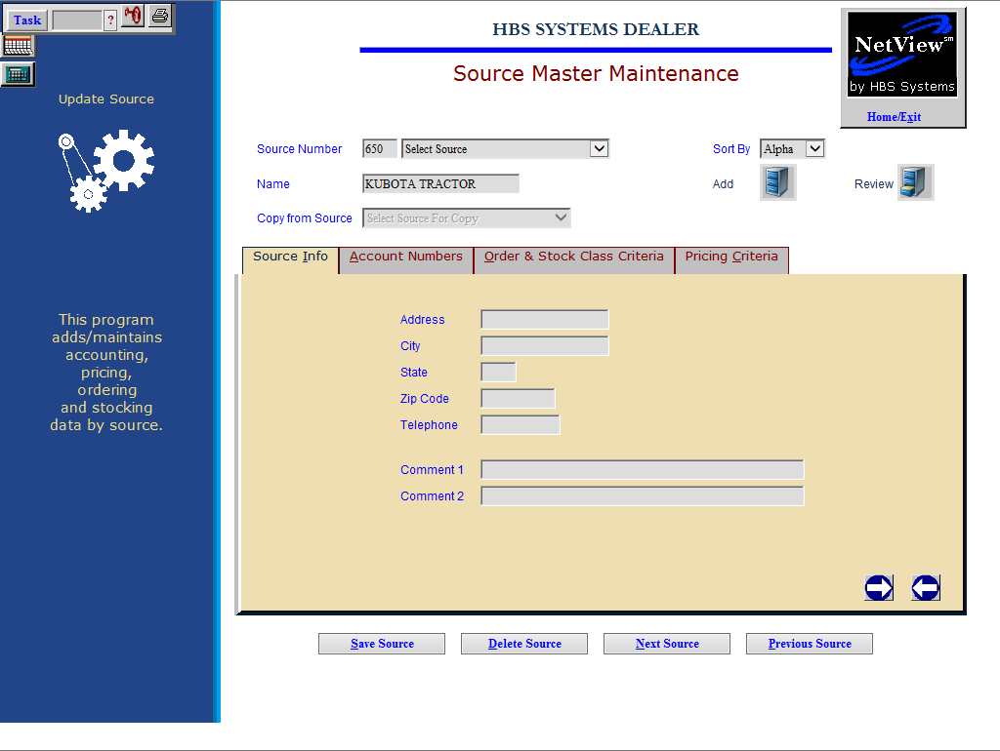 Task ?
Update Source
This program
adds/maintains
accounting,
pricing,
ordering
and stocking
data by source.
HBS SYSTEMS DEALER
Source Master Maintenance
NetView℠
by HBS Systems
Home/Exit
Source Number 650 Select Source Sort By Alpha
Name KUBOTA TRACTOR Add Review
Copy from Source Select Source For Copy
Source Info Account Numbers Order & Stock Class Criteria Pricing Criteria
Address
City
State
Zip Code
Telephone
Comment 1
Comment 2
Save Source Delete Source Next Source Previous Source